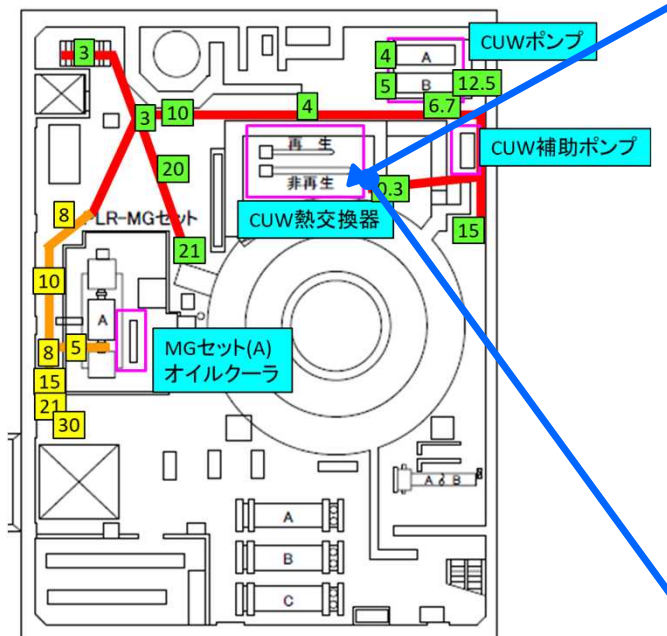 3
4
A
CUWポンプ
5
B
12.5
3
10
4
6.7
再 生
非再生
CUW補助ポンプ
20
0.3
CUW熱交換器
8
PLR-MGセット
15
21
10
A
8
5
MGセット(A)
オイルクーラ
15
21
30
A
B
A
B
C